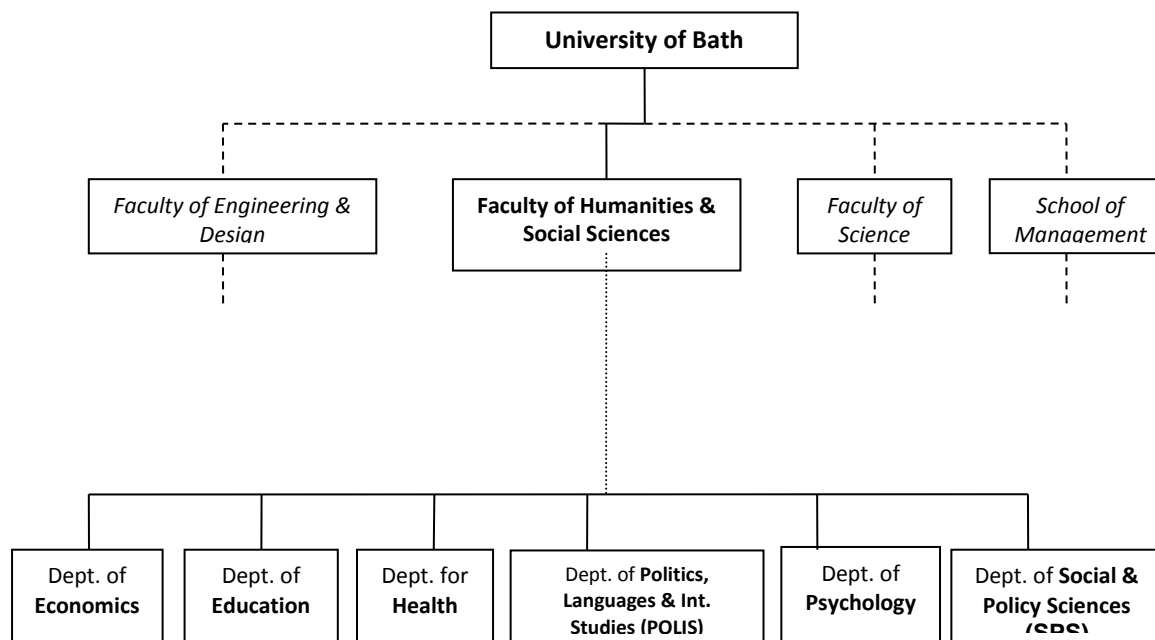 University of Bath
Faculty of Engineering &
Design
Faculty of Humanities &
Social Sciences
Faculty of
Science
School of
Management
Dept. of
Economics
Dept. of
Education
Dept. for
Health
Dept. of Politics,
Languages & Int.
Studies (POLIS)
Dept. of
Psychology
Dept. of Social &
Policy Sciences
(SPS)